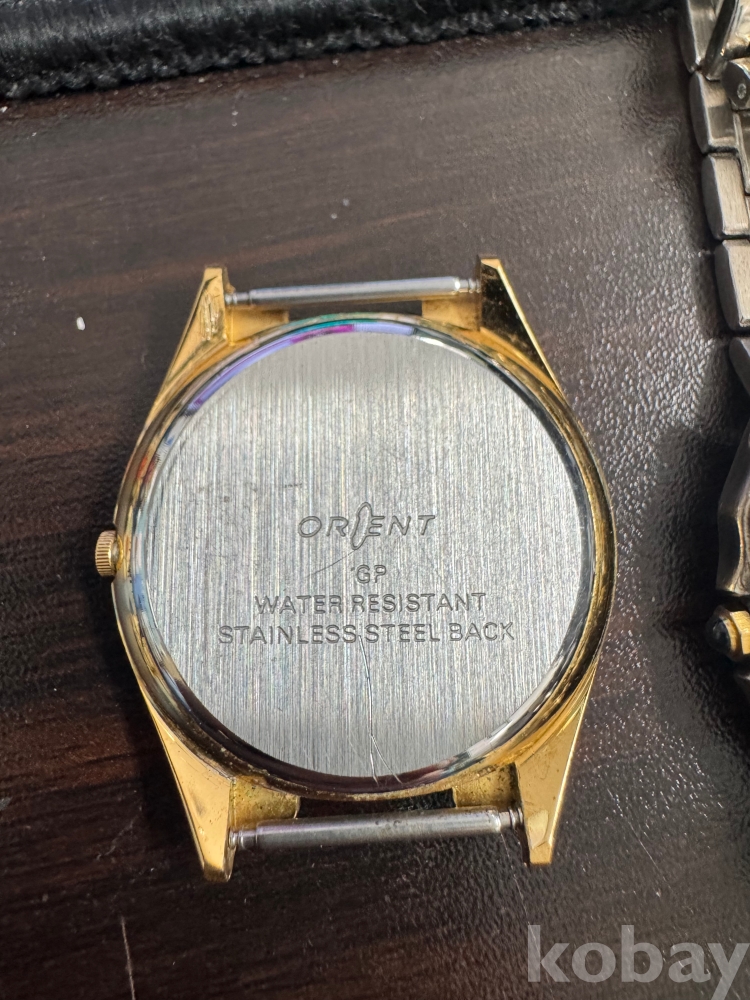 ORIENT
GP
WATER RESISTANT
STAINLESS STEEL BACK
kobay